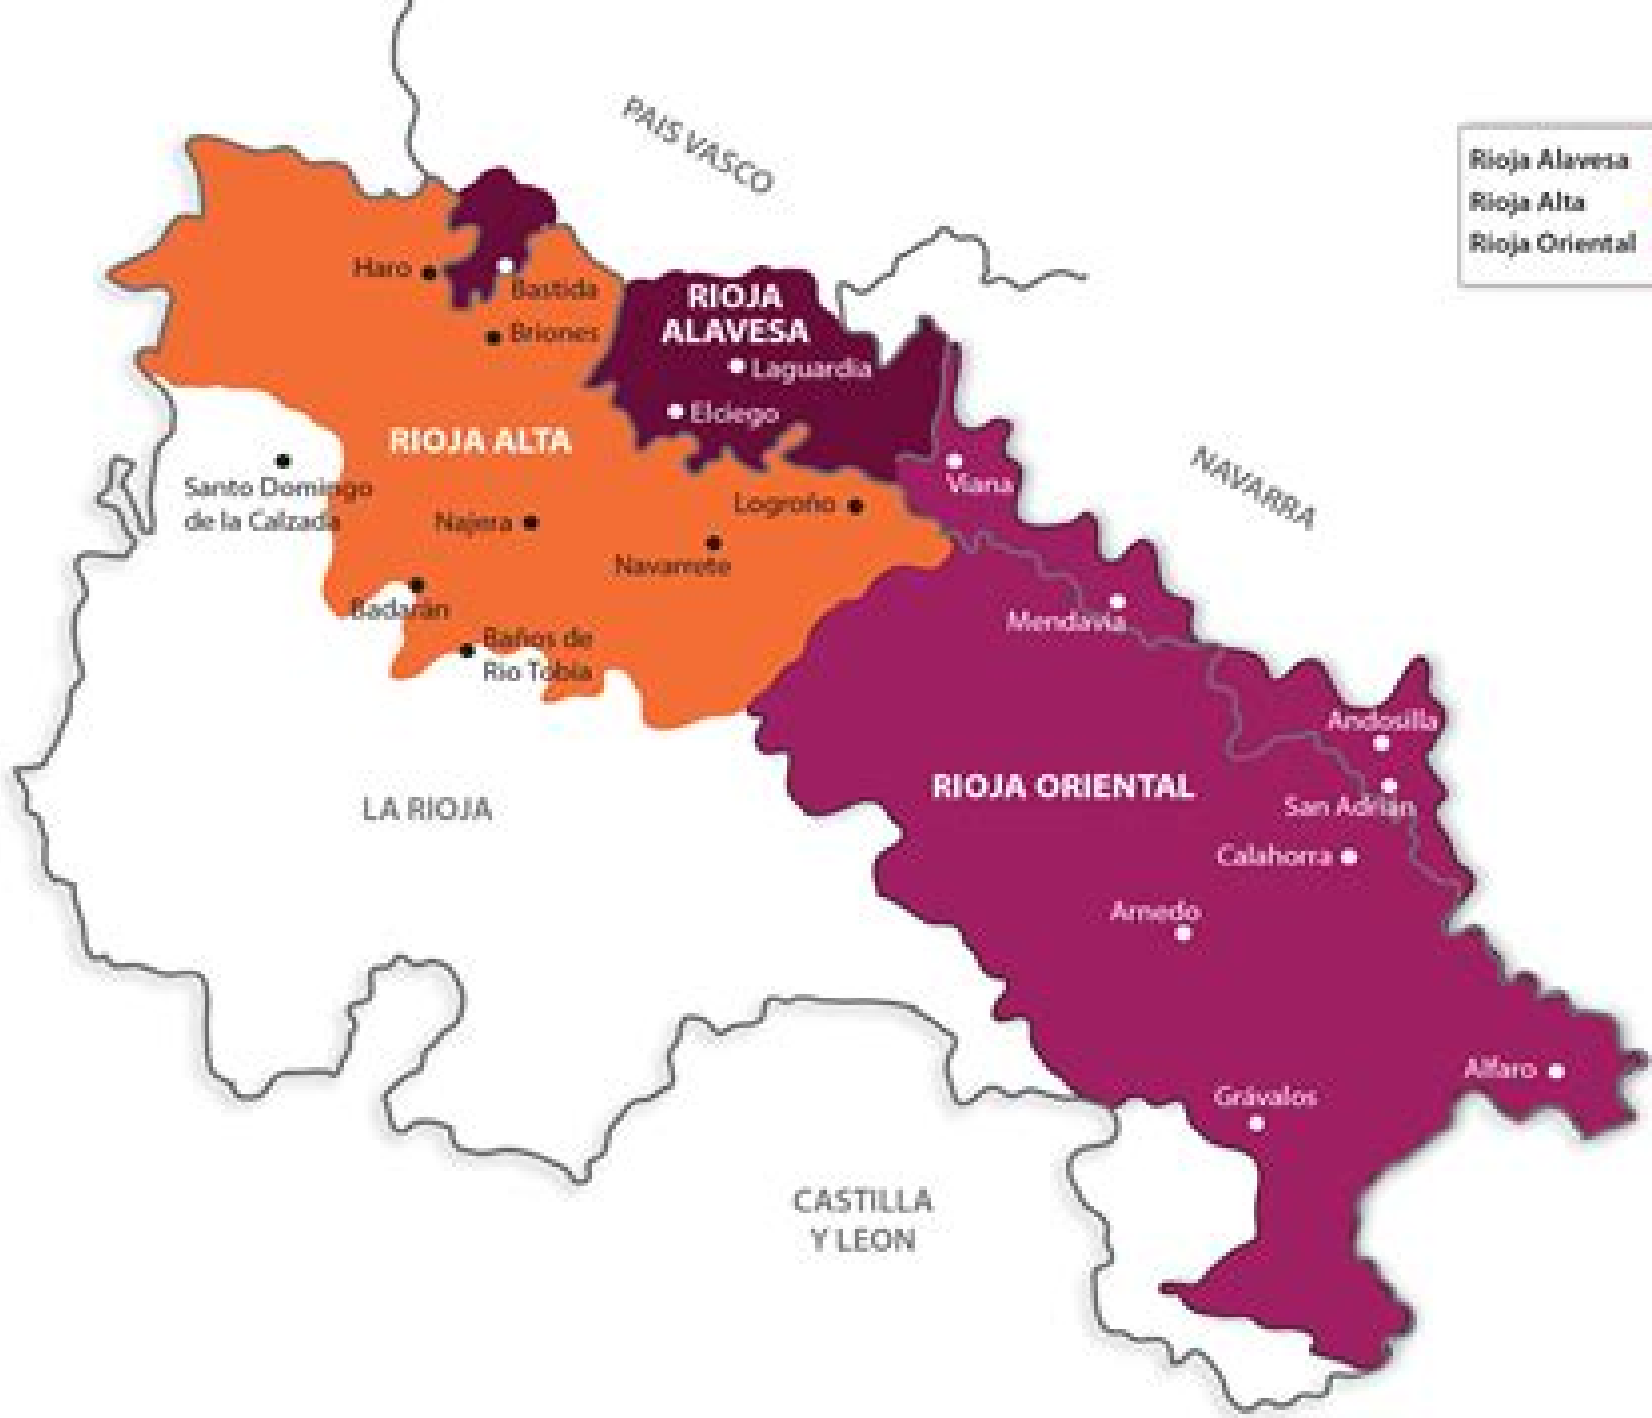 PAIS VASCO
Rioja Alavesa
Rioja Alta
Rioja Oriental
Haro
Bastida
Briones
RIOJA
ALAVESA
Laguardia
Elciego
RIOJA ALTA
Santo Domingo
de la Calzada
Najera
Logroño
Navarrete
Viana
NAVARRA
Badarán
Baños de
Rio Tobia
Mendavia
Andosilla
San Adrian
RIOJA ORIENTAL
LA RIOJA
Calahorra
Arnedo
Alfaro
Grávalos
CASTILLA
Y LEON